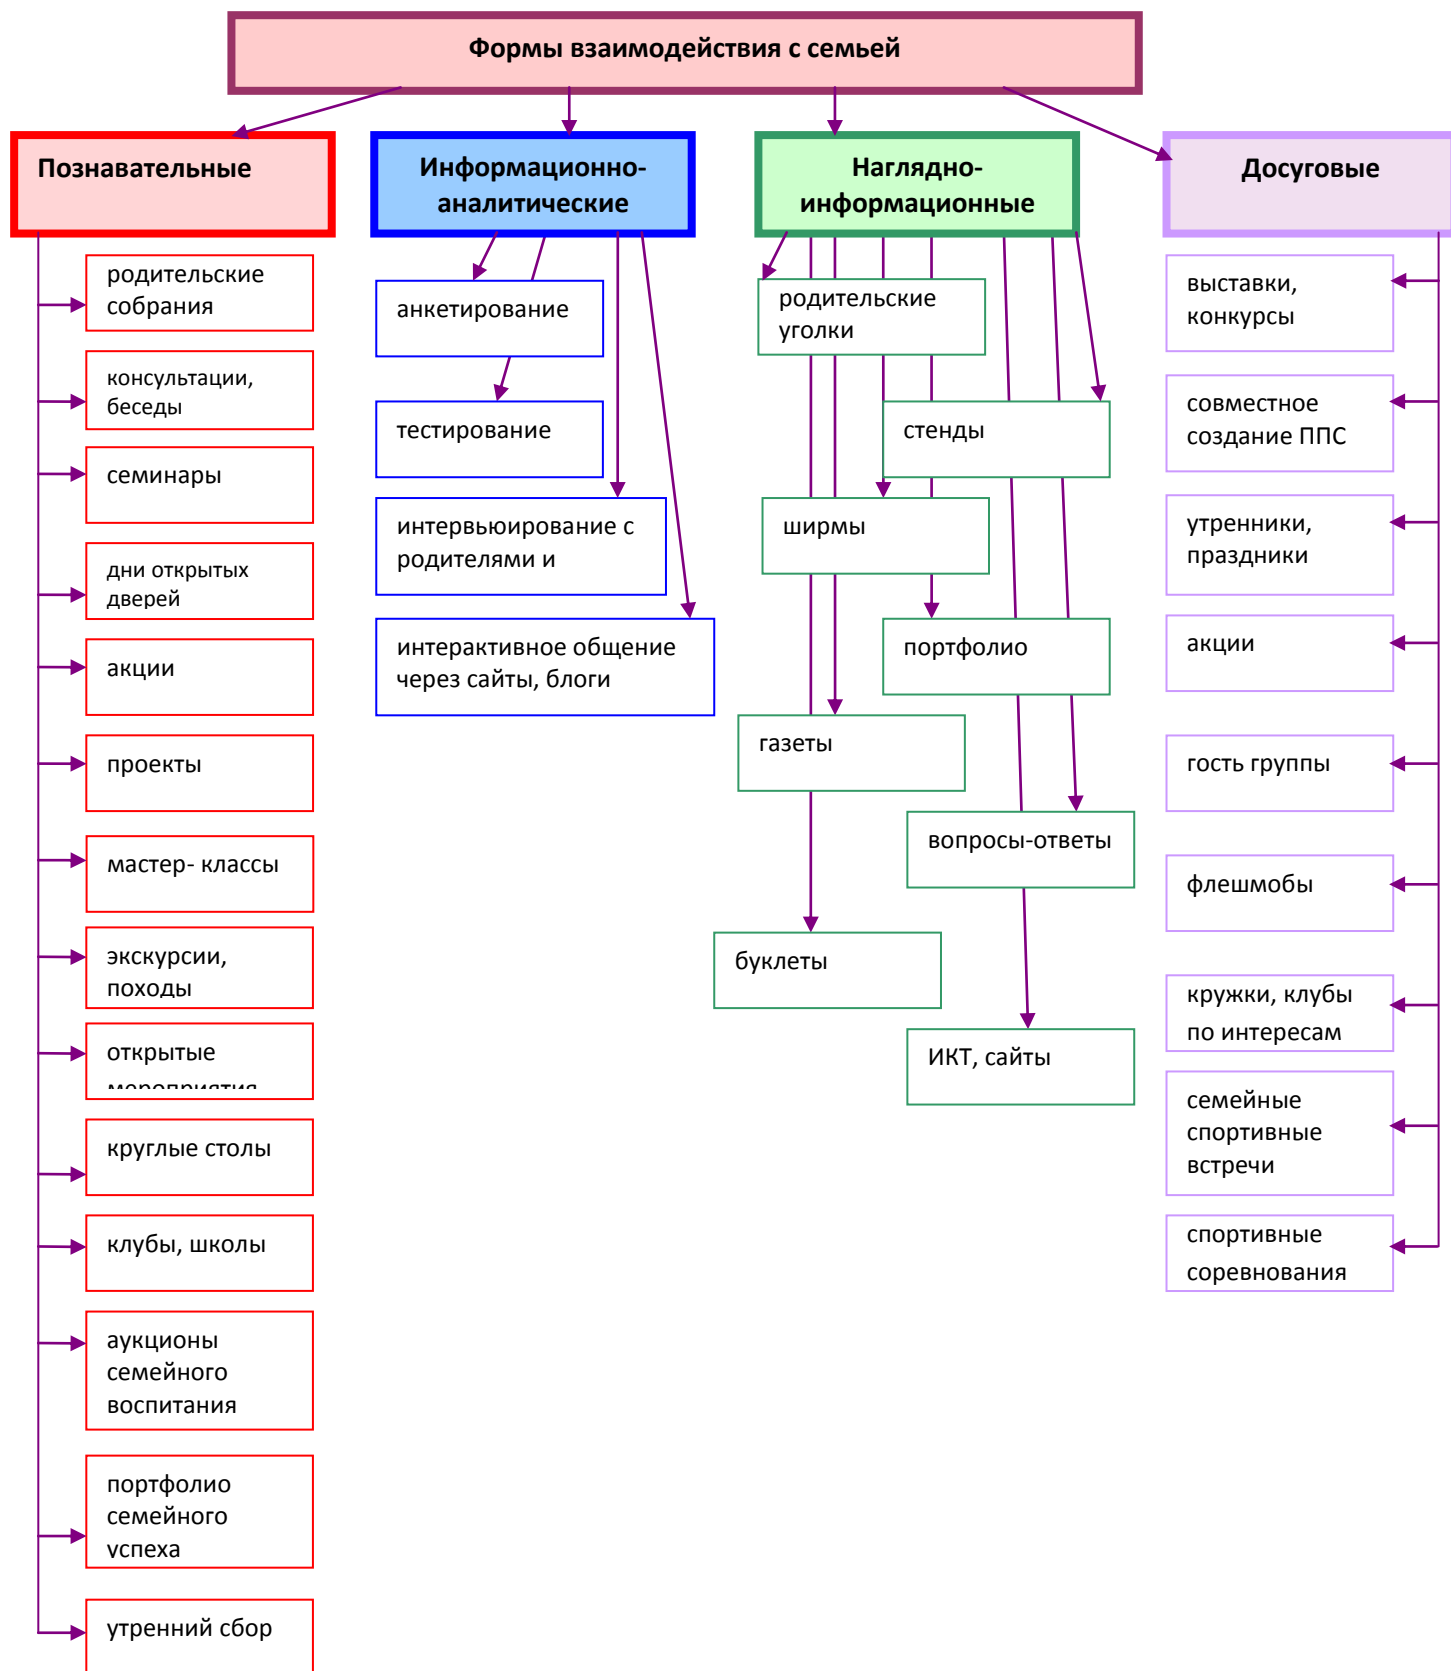 Формы взаимодействия с семьей
Познавательные
родительские
собрания
консультации,
беседы
семинары
дни открытых
дверей
акции
проекты
мастер- классы
экскурсии,
походы
открытые
мероприятия
круглые столы
клубы, школы
аукционы
семейного
воспитания
портфолио
семейного
успеха
утренний сбор
Информационно-
аналитические
анкетирование
тестирование
интервьюирование с
родителями и
интерактивное общение
через сайты, блоги
Наглядно-
информационные
родительские
уголки
стенды
ширмы
портфолио
газеты
вопросы-ответы
буклеты
ИКТ, сайты
Досуговые
выставки,
конкурсы
совместное
создание ППС
утренники,
праздники
акции
гость группы
флешмобы
кружки, клубы
по интересам
семейные
спортивные
встречи
спортивные
соревнования